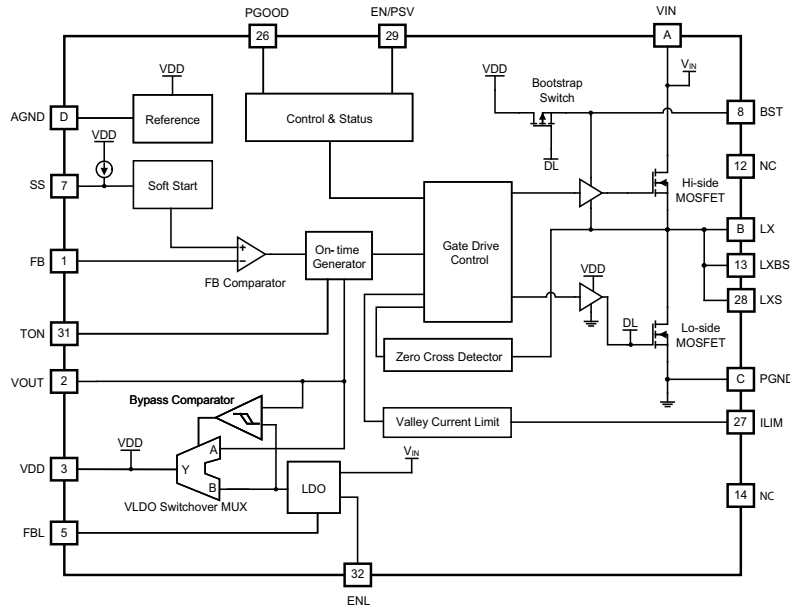 PGOOD
EN/PSV
VIN
26
29
A
VDD
VIN
VDD
Bootstrap
Switch
AGND
D
Reference
Control & Status
8
BST
VDD
DL
12
NC
SS
7
Soft Start
Hi-side
MOSFET
Gate Drive
Control
B
LX
FB
1
+
−
FB Comparator
On-time
Generator
13
LXBST
VDD
28
LXS
TON
31
DL
Lo-side
MOSFET
Zero Cross Detector
VOUT
2
C
PGND
Bypass Comparator
Valley Current Limit
27
ILIM
VDD
A
VIN
VDD
3
Y
B
LDO
VLDO Switchover MUX
14
NC
FBL
5
32
ENL